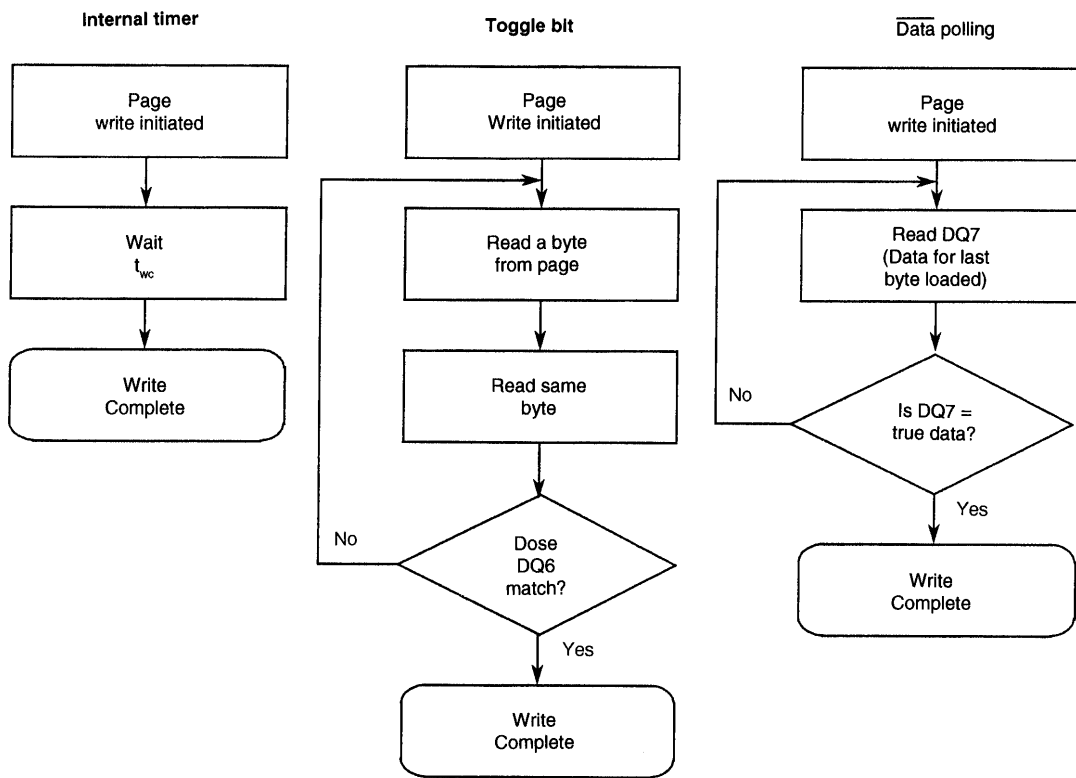 Internal timer
Page
write initiated
Wait
twc
Write
Complete
Toggle bit
Page
Write initiated
Read a byte
from page
Read same
byte
Dose
DQ6
match?
No
Yes
Write
Complete
Data polling
Page
write initiated
Read DQ7
(Data for last
byte loaded)
Is DQ7 =
true data?
No
Yes
Write
Complete